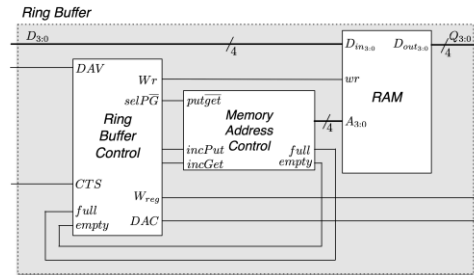 Ring Buffer
D3:0
4
Din3:0
Dout3:0
Q3:0
4
DAV
Wr
wr
RAM
selPG̅
putge̅t̅
Ring
Buffer
Control
Memory
Address
Control
4
A3:0
incPut
incGet
full
empty
CTS
Wreg
full
empty
DAC